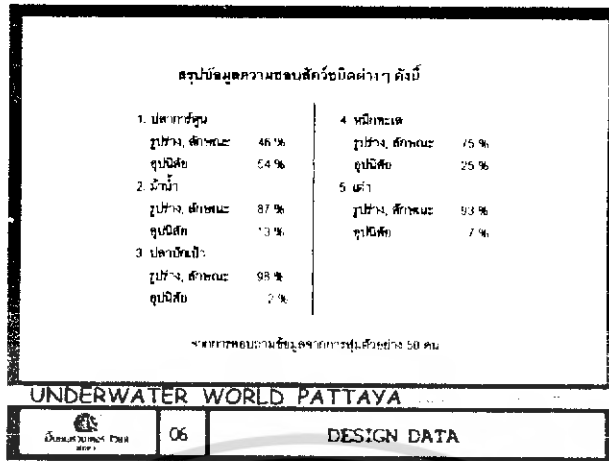 สรุปข้อมูลความชอบสัตว์ชนิดต่าง ๆ ดังนี้
1. ปลาการ์ตูน
รูปร่าง, ลักษณะ 46 %
อุปนิสัย 54 %
2. ม้าน้ำ
รูปร่าง, ลักษณะ 87 %
อุปนิสัย 13 %
3. ปลาปักเป้า
รูปร่าง, ลักษณะ 98 %
อุปนิสัย 2 %
4. หมึกทะเล
รูปร่าง, ลักษณะ 75 %
อุปนิสัย 25 %
5. เต่า
รูปร่าง, ลักษณะ 93 %
อุปนิสัย 7 %
จากการสอบถามข้อมูลจากการสุ่มตัวอย่าง 50 คน
UNDERWATER WORLD PATTAYA
06
DESIGN DATA